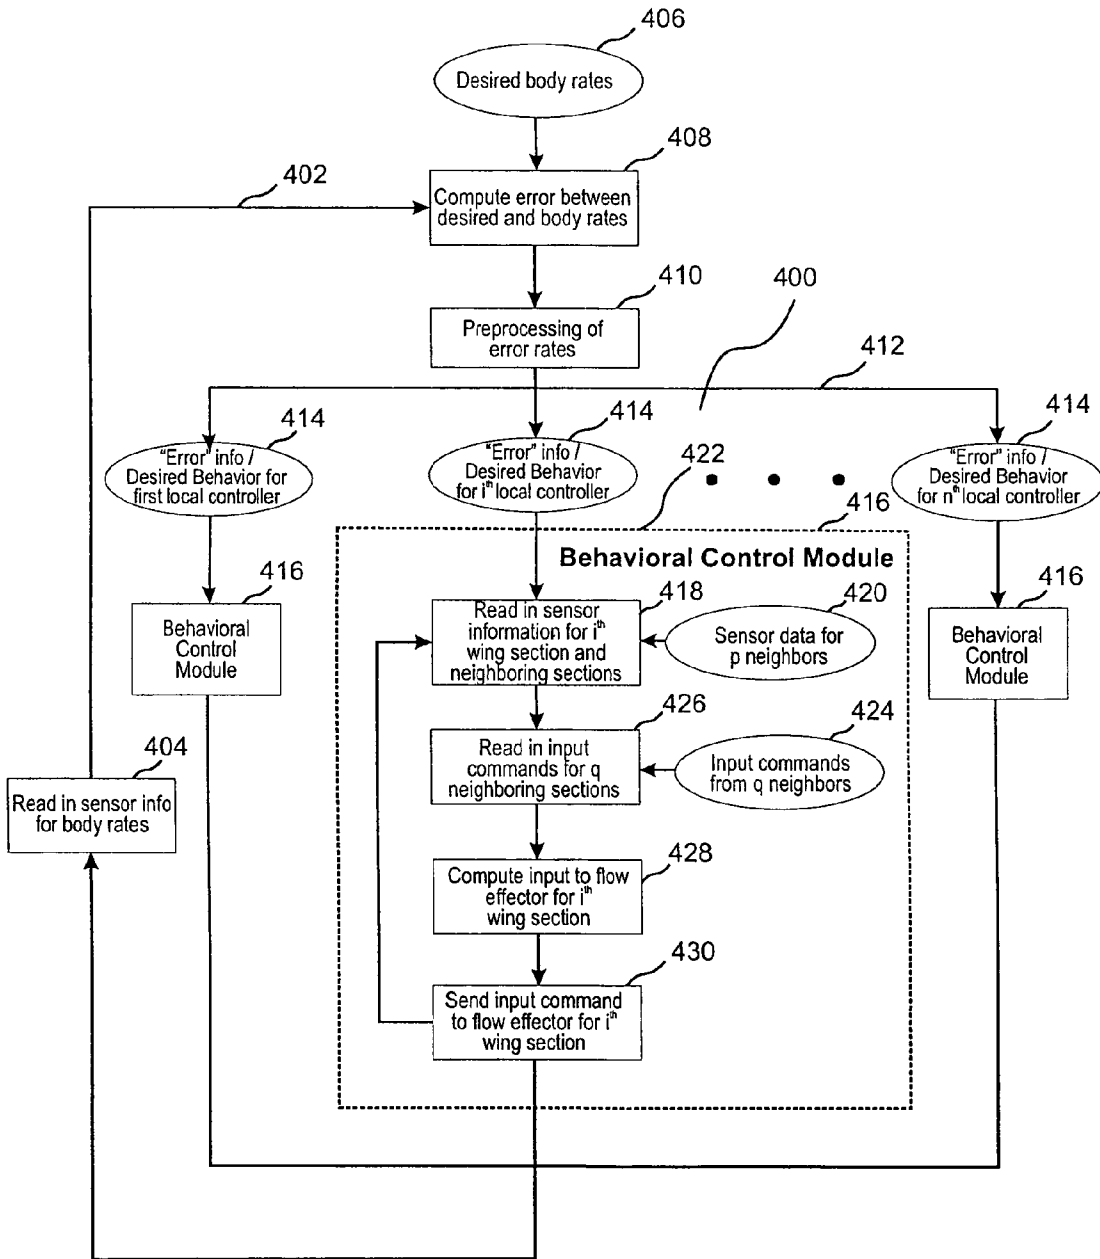 406
Desired body rates
408
402
Compute error between
desired and body rates
410
400
Preprocessing of
error rates
412
414
414
414
"Error" info /
Desired Behavior for
first local controller
"Error" info /
Desired Behavior
for ith local controller
422
"Error" info /
Desired Behavior
for nth local controller
416
Behavioral Control Module
416
Behavioral
Control
Module
418
Read in sensor
information for ith
wing section and
neighboring sections
420
Sensor data for
p neighbors
416
Behavioral
Control
Module
426
Read in input
commands for q
neighboring sections
424
Input commands
from q neighbors
404
Read in sensor info
for body rates
428
Compute input to flow
effector for ith
wing section
430
Send input command
to flow effector for ith
wing section